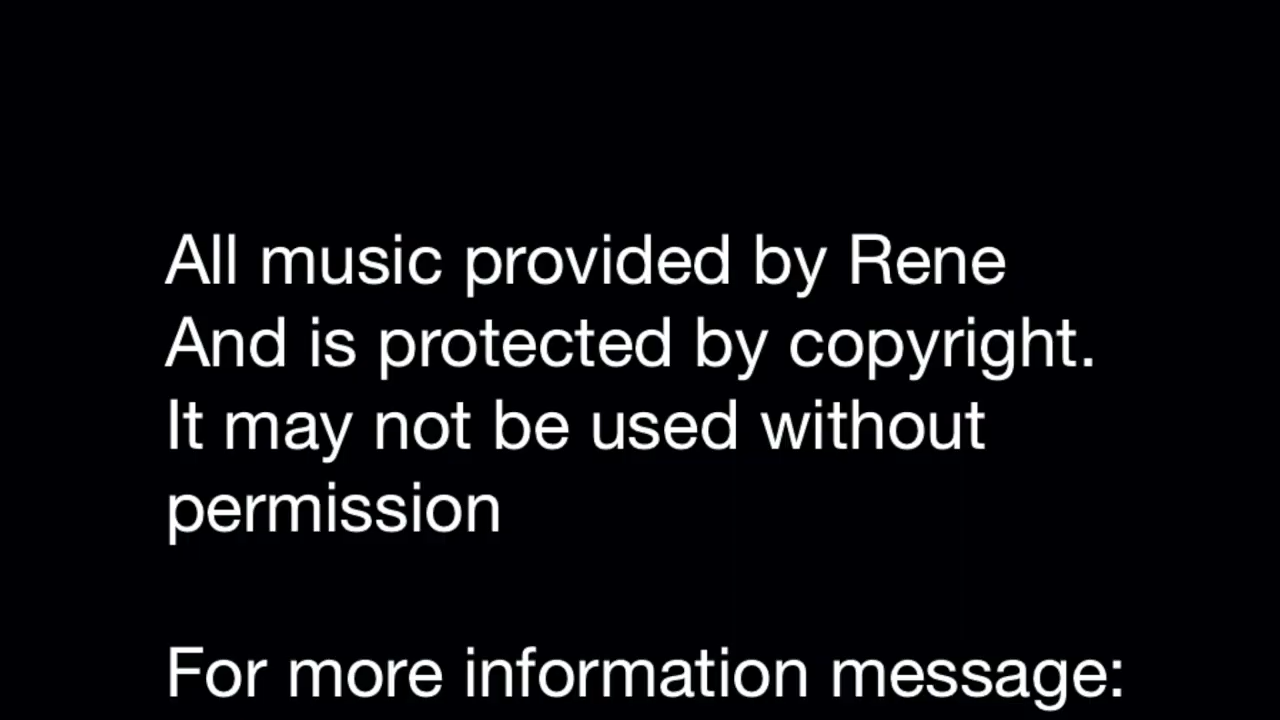 All music provided by Rene
And is protected by copyright.
It may not be used without
permission
For more information message: